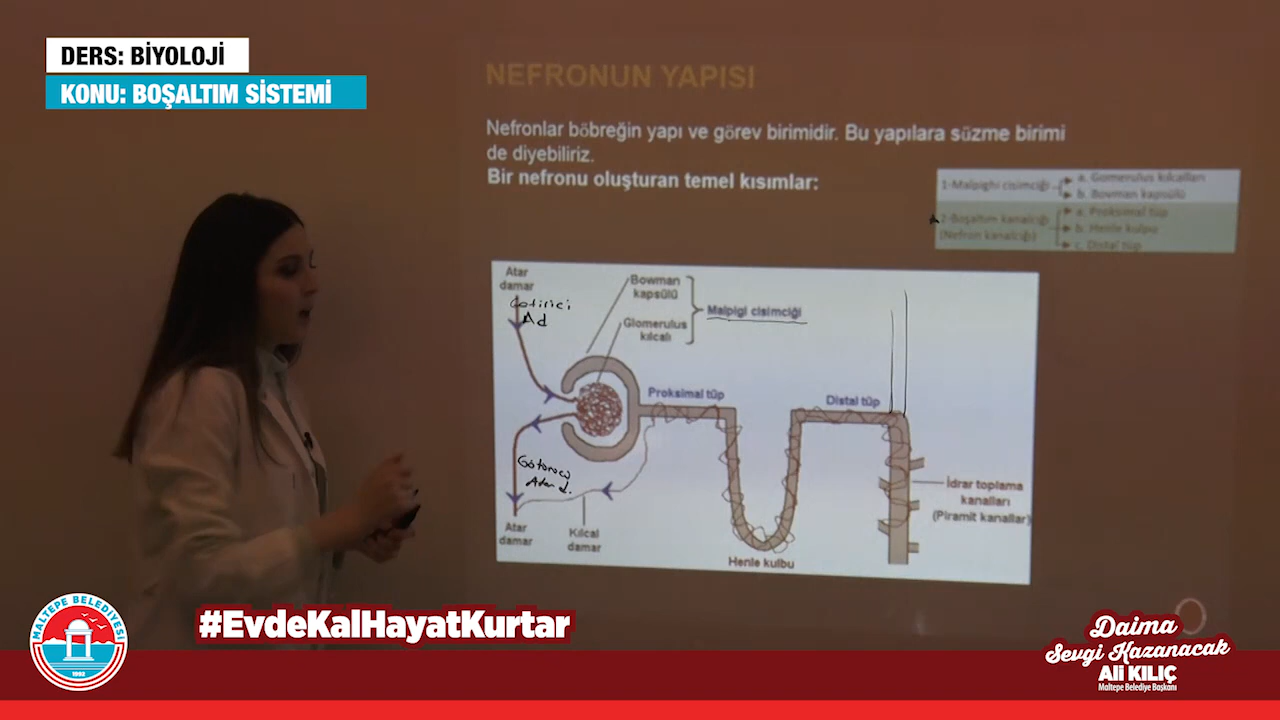 DERS: BİYOLOJİ
KONU: BOŞALTIM SİSTEMİ
NEFRONUN YAPISI
Nefronlar böbreğin yapı ve görev birimidir. Bu yapılara süzme birimi
de diyebiliriz.
Bir nefronu oluşturan temel kısımlar:
1-Malpighi cisimciği
a. Glomerulus kılcalları
b. Bowman kapsülü
2-Boşaltım kanalcığı
(Nefron kanalcığı)
a. Proksimal tüp
b. Henle kulbu
c. Distal tüp
Atar
damar
Getirici
Ad
Bowman
kapsülü
Glomerulus
kılcalı
Malpigi cisimciği
Proksimal tüp
Distal tüp
Götürücü
Atar d.
Atar
damar
Kılcal
damar
Henle kulbu
İdrar toplama
kanalları
(Piramit kanallar)
MALTEPE BELEDİYESİ
1992
#EvdeKalHayatKurtar
Daima
Sevgi Kazanacak
Ali KILIÇ
Maltepe Belediye Başkanı